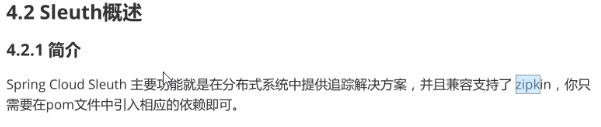 4.2 Sleuth概述
4.2.1 简介
Spring Cloud Sleuth 主要功能就是在分布式系统中提供追踪解决方案，并且兼容支持了 zipkin，你只
需要在pom文件中引入相应的依赖即可。